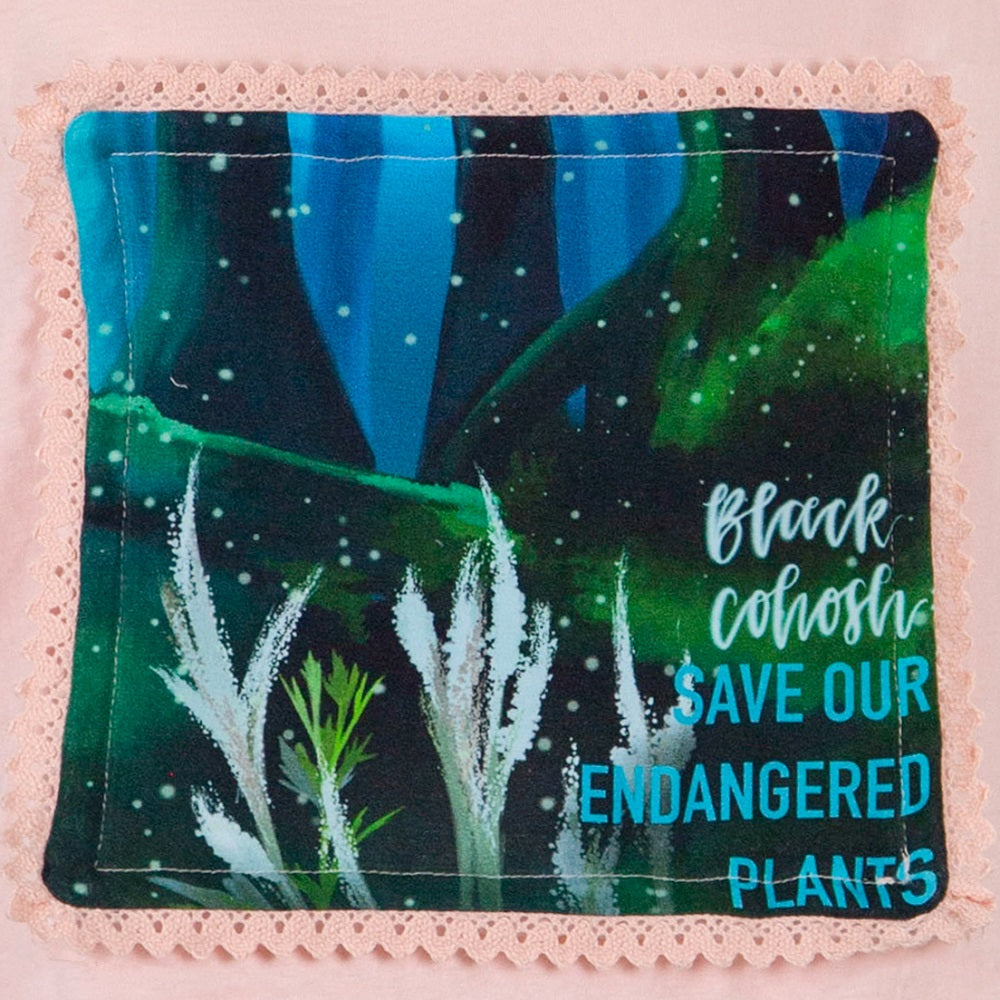 Black
cohosh
SAVE OUR
ENDANGERED
PLANTS